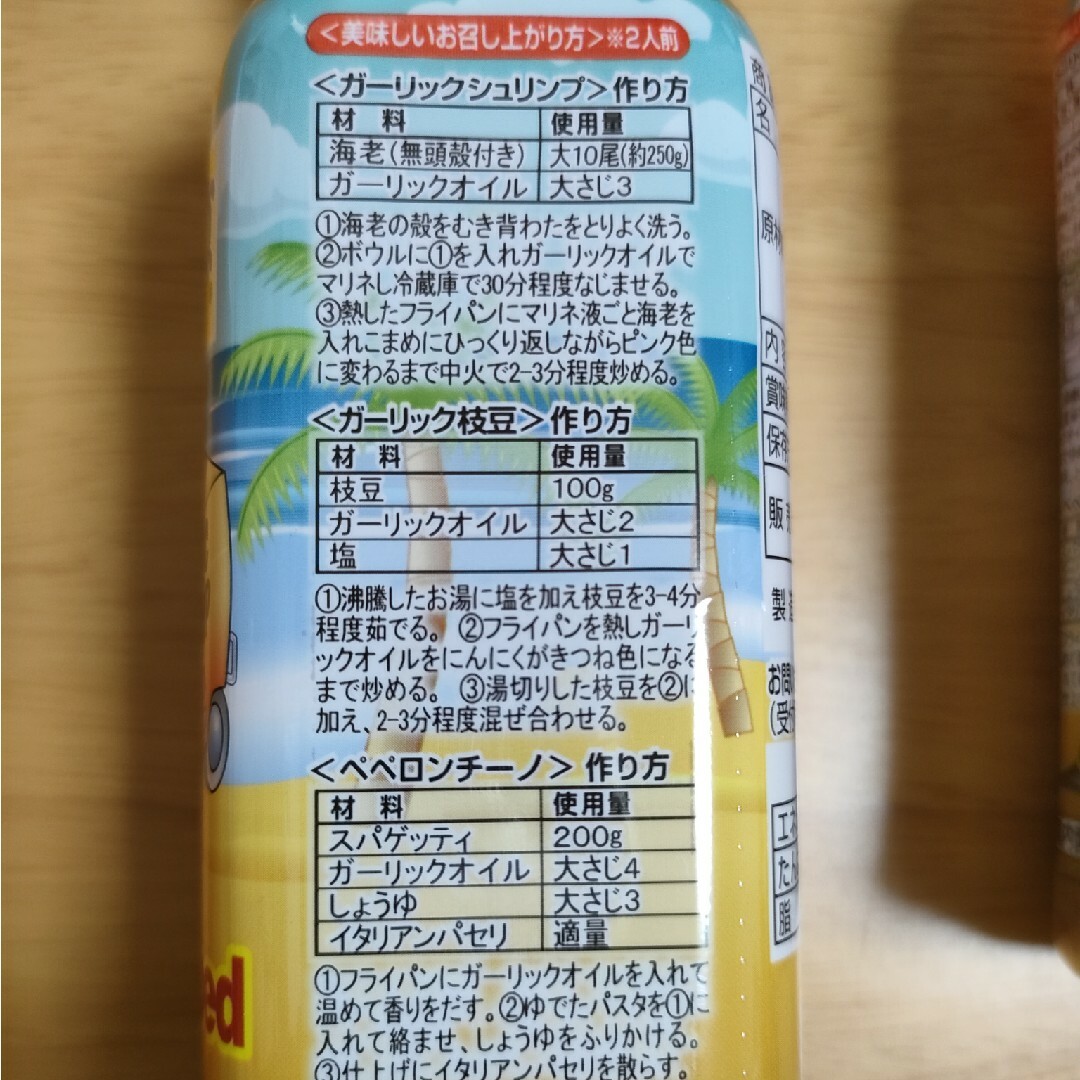 <美味しいお召し上がり方>※2人前
<ガーリックシュリンプ>作り方
材 料 使用量
海老(無頭殻付き) 大10尾(約250g)
ガーリックオイル 大さじ3
①海老の殻をむき背わたをとりよく洗う。
②ボウルに①を入れガーリックオイルで
マリネし冷蔵庫で30分程度なじませる。
③熱したフライパンにマリネ液ごと海老を
入れこまめにひっくり返しながらピンク色
に変わるまで中火で2-3分程度炒める。
<ガーリック枝豆>作り方
材 料 使用量
枝豆 100g
ガーリックオイル 大さじ2
塩 大さじ1
①沸騰したお湯に塩を加え枝豆を3-4分
程度茹でる。 ②フライパンを熱しガーリ
ックオイルをにんにくがきつね色になる
まで炒める。 ③湯切りした枝豆を②に
加え、2-3分程度混ぜ合わせる。
<ペペロンチーノ> 作り方
材 料 使用量
スパゲッティ 200g
ガーリックオイル 大さじ4
しょうゆ 大さじ3
イタリアンパセリ 適量
①フライパンにガーリックオイルを入れて
温めて香りをだす。②ゆでたパスタを①に
入れて絡ませ、しょうゆをふりかける。
③仕上げにイタリアンパセリを散らす。
ed
名
原材
内
賞味
保存
販
製
お問
(受付
エネ
たん
脂